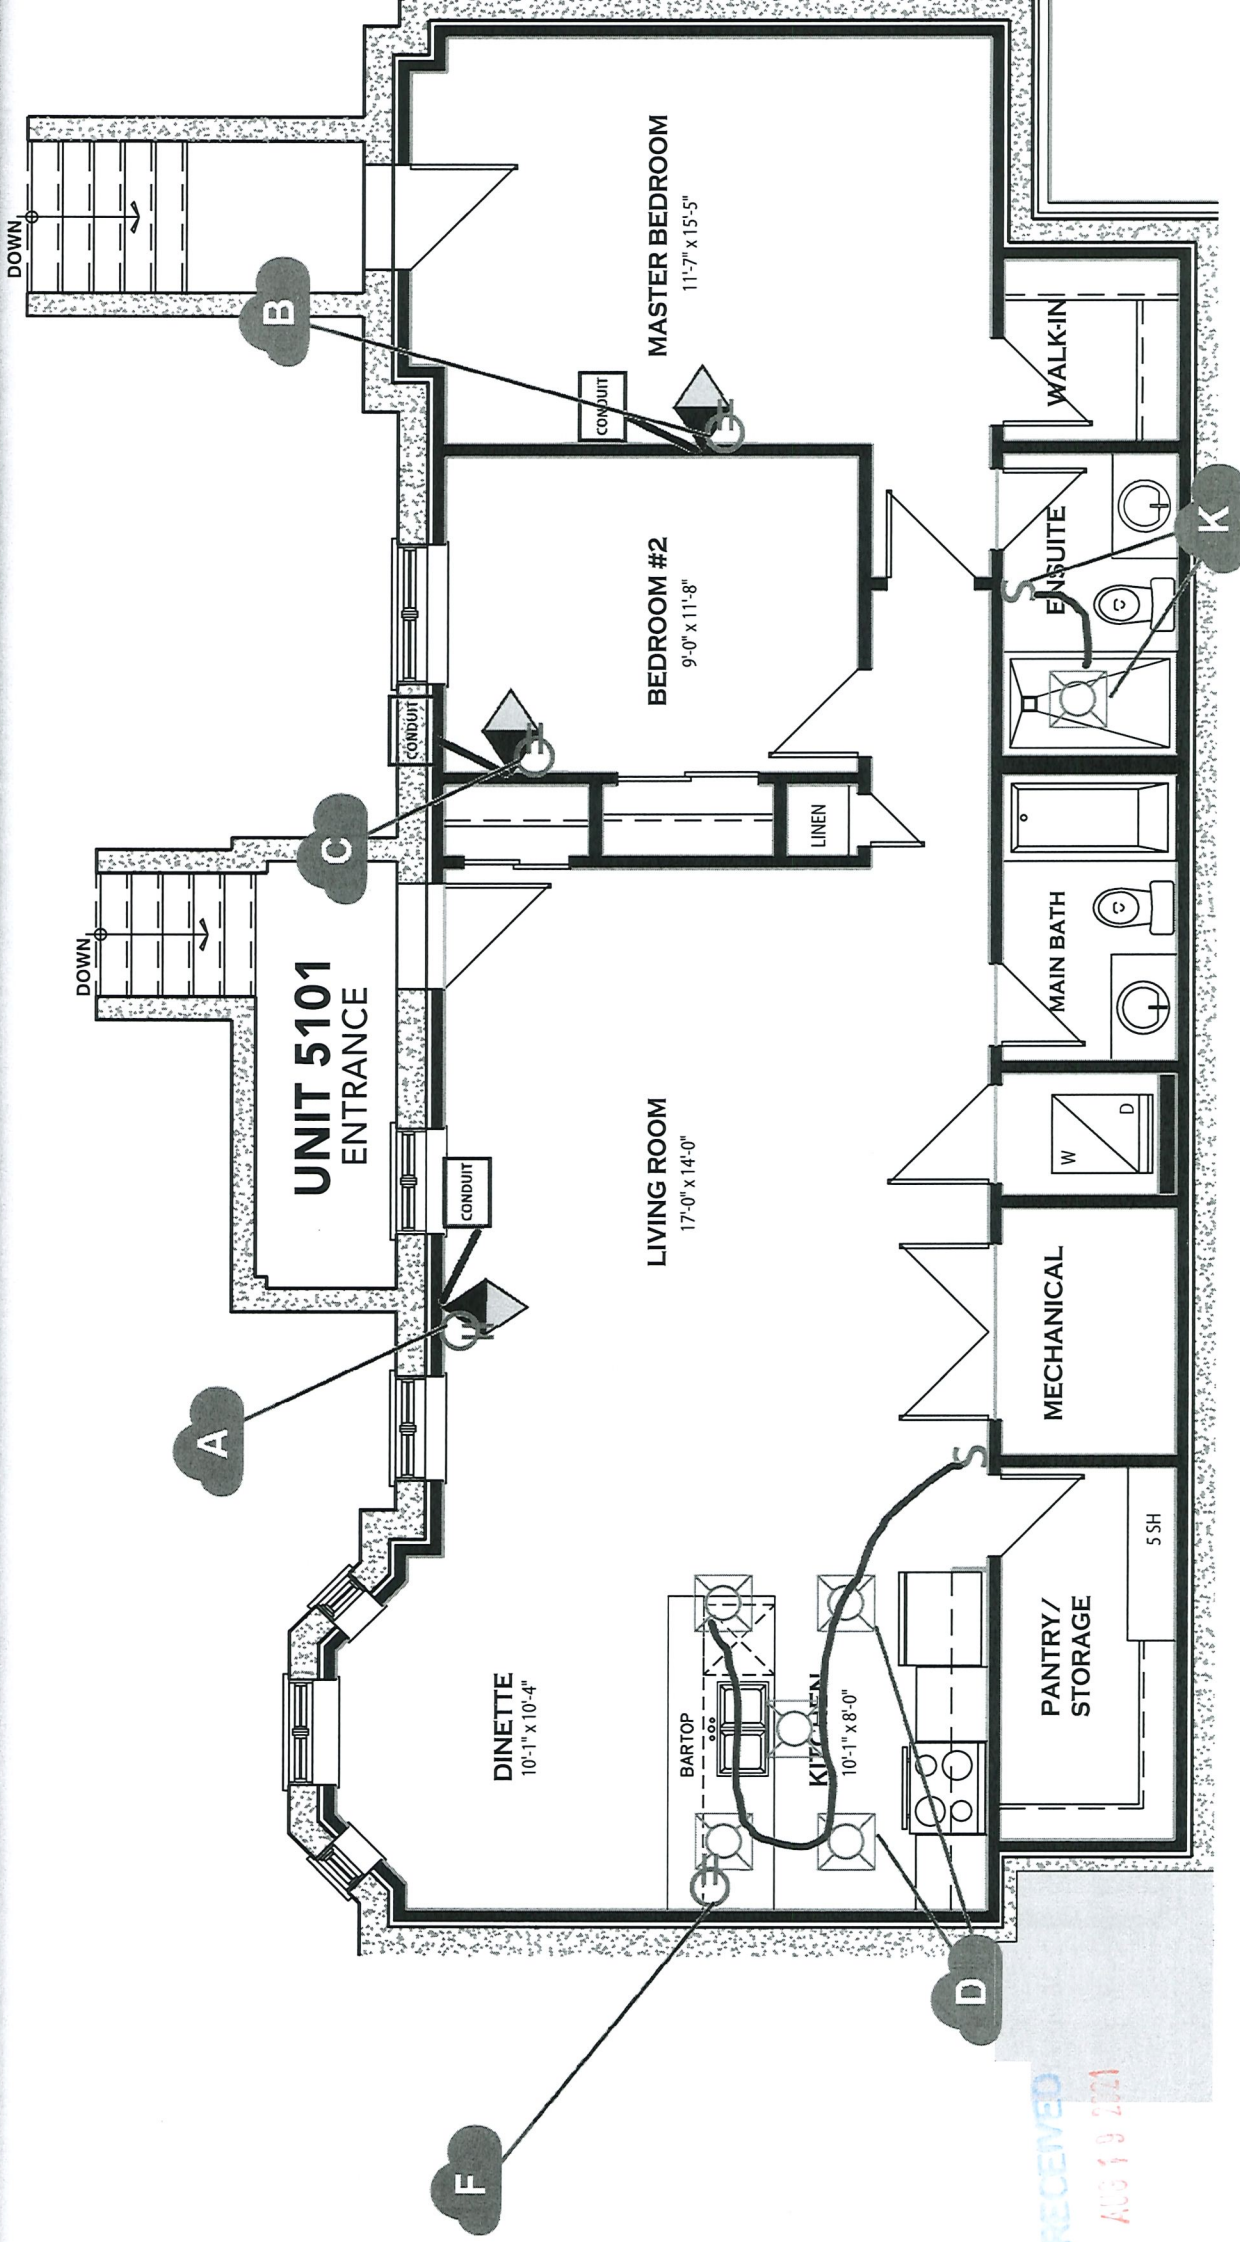 DOWN
B
MASTER BEDROOM
11'-7" x 15'-5"
WALK-IN
CONDUIT
BEDROOM #2
9'-0" x 11'-8"
ENSUITE
S
K
CONDUIT
C
LINEN
DOWN
UNIT 5101
ENTRANCE
MAIN BATH
LIVING ROOM
17'-0" x 14'-0"
W
D
CONDUIT
A
MECHANICAL
S
5 SH
PANTRY/
STORAGE
DINETTE
10'-1" x 10'-4"
BARTOP
KITCHEN
10'-1" x 8'-0"
D
F
RECEIVED
AUG 19 2021